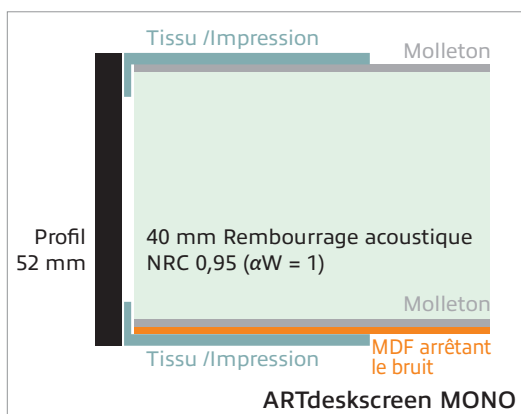 Tissu /Impression
Molleton
Profil
52 mm
40 mm Rembourrage acoustique
NRC 0,95 (αW = 1)
Molleton
Tissu /Impression
MDF arrêtant
le bruit
ARTdeskscreen MONO